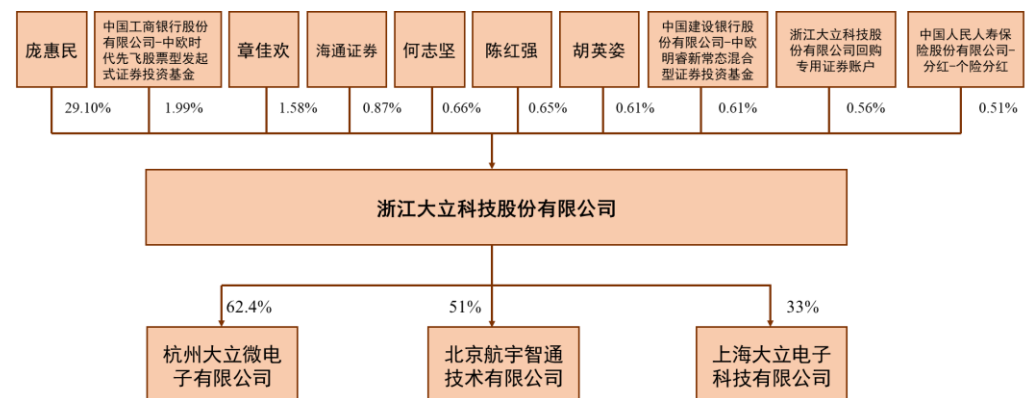 庞惠民
中国工商银行股份
有限公司-中欧时
代先飞股票型发起
式证券投资基金
章佳欢
海通证券
何志坚
陈红强
胡英姿
中国建设银行股
份有限公司-中欧
明睿新常态混合
型证券投资基金
浙江大立科技股
份有限公司回购
专用证券账户
中国人民人寿保
险股份有限公司-
分红-个险分红
29.10%
1.99%
1.58%
0.87%
0.66%
0.65%
0.61%
0.61%
0.56%
0.51%
浙江大立科技股份有限公司
62.4%
51%
33%
杭州大立微电
子有限公司
北京航宇智通
技术有限公司
上海大立电子
科技有限公司